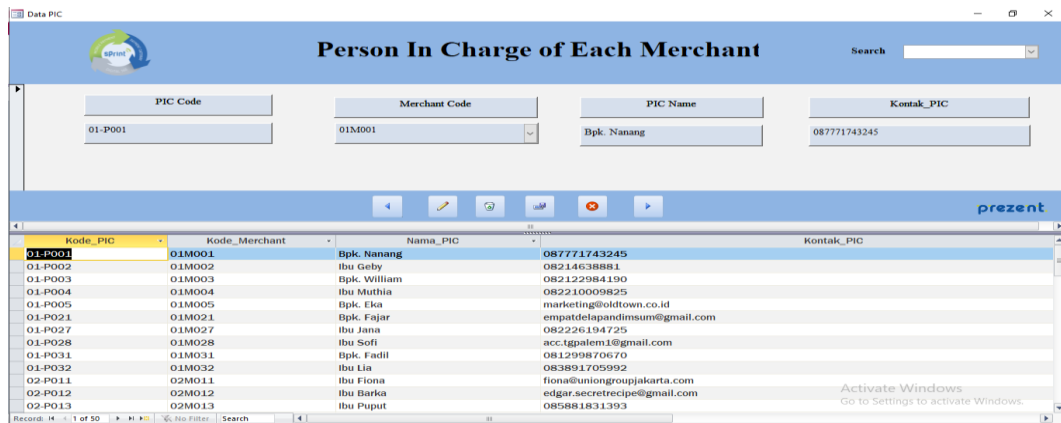 Data PIC
sPrint
Person In Charge of Each Merchant
Search
PIC Code Merchant Code PIC Name Kontak_PIC
01-P001 01M001 Bpk. Nanang 087771743245
prezent
Kode_PIC Kode_Merchant Nama_PIC Kontak_PIC
01-P001 01M001 Bpk. Nanang 087771743245
01-P002 01M002 Ibu Geby 08214638881
01-P003 01M003 Bpk. William 082122984190
01-P004 01M004 Ibu Muthia 082210009825
01-P005 01M005 Bpk. Eka marketing@oldtown.co.id
01-P021 01M021 Bpk. Fajar empatdelapandimsum@gmail.com
01-P027 01M027 Ibu Jana 082226194725
01-P028 01M028 Ibu Sofi acc.tgpalem1@gmail.com
01-P031 01M031 Bpk. Fadil 081299870670
01-P032 01M032 Ibu Lia 083891705992
02-P011 02M011 Ibu Fiona fiona@uniongroupjakarta.com
02-P012 02M012 Ibu Barka edgar.secretrecipe@gmail.com
02-P013 02M013 Ibu Puput 085881831393
Activate Windows
Go to Settings to activate Windows.
Record: 1 of 50 No Filter Search